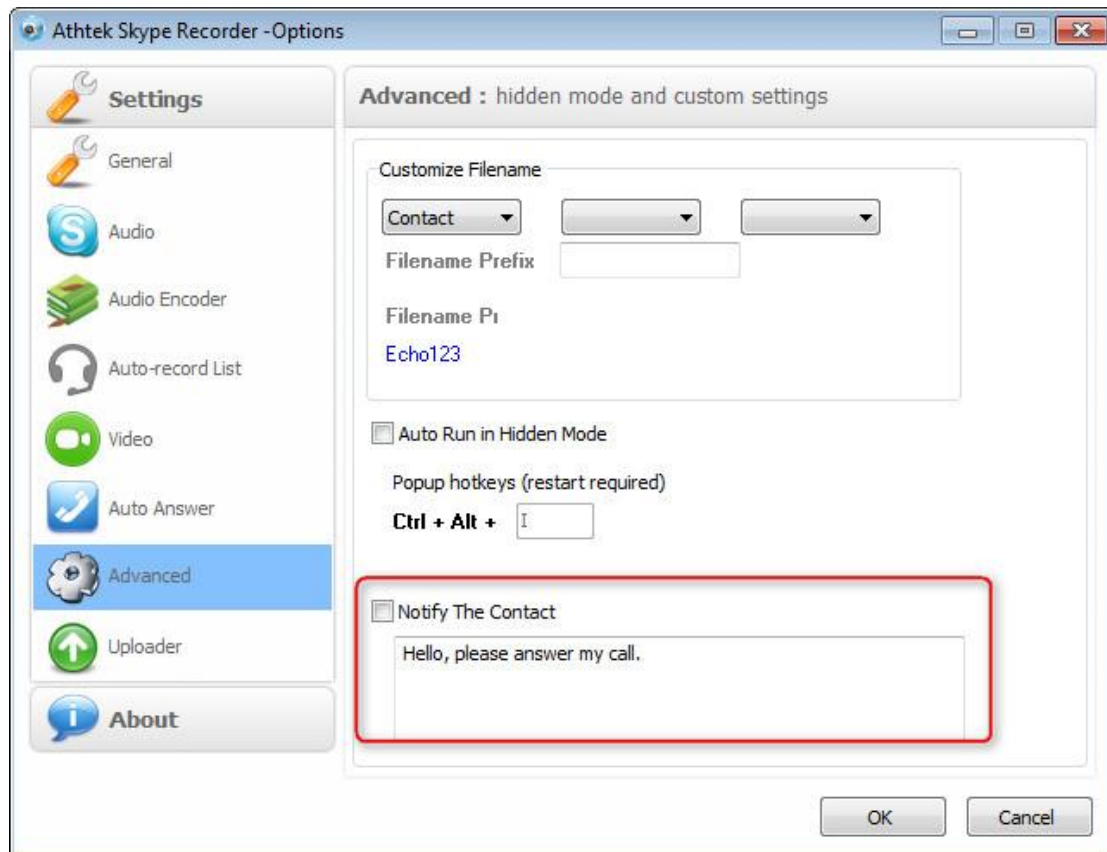 Athtek Skype Recorder -Options
Settings
General
Audio
Audio Encoder
Auto-record List
Video
Auto Answer
Advanced
Uploader
About
Advanced : hidden mode and custom settings
Customize Filename
Contact
Filename Prefix
Filename Pr
Echo123
Auto Run in Hidden Mode
Popup hotkeys (restart required)
Ctrl + Alt +
Notify The Contact
Hello, please answer my call.
OK Cancel